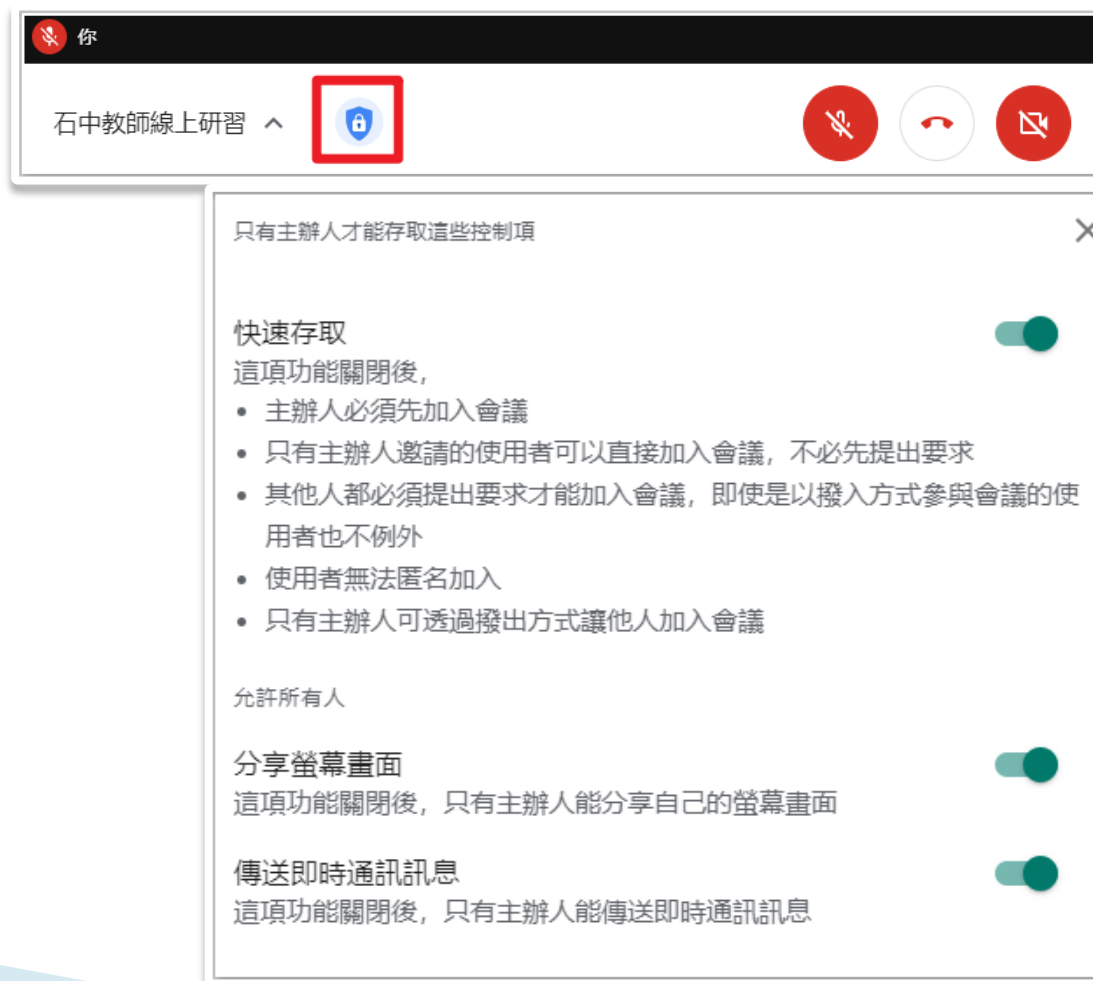 你
石中教師線上研習
只有主辦人才能存取這些控制項
快速存取
這項功能關閉後,
• 主辦人必須先加入會議
• 只有主辦人邀請的使用者可以直接加入會議, 不必先提出要求
• 其他人都必須提出要求才能加入會議, 即使是以撥入方式參與會議的使
用者也不例外
• 使用者無法匿名加入
• 只有主辦人可透過撥出方式讓他人加入會議
允許所有人
分享螢幕畫面
這項功能關閉後, 只有主辦人能分享自己的螢幕畫面
傳送即時通訊訊息
這項功能關閉後, 只有主辦人能傳送即時通訊訊息